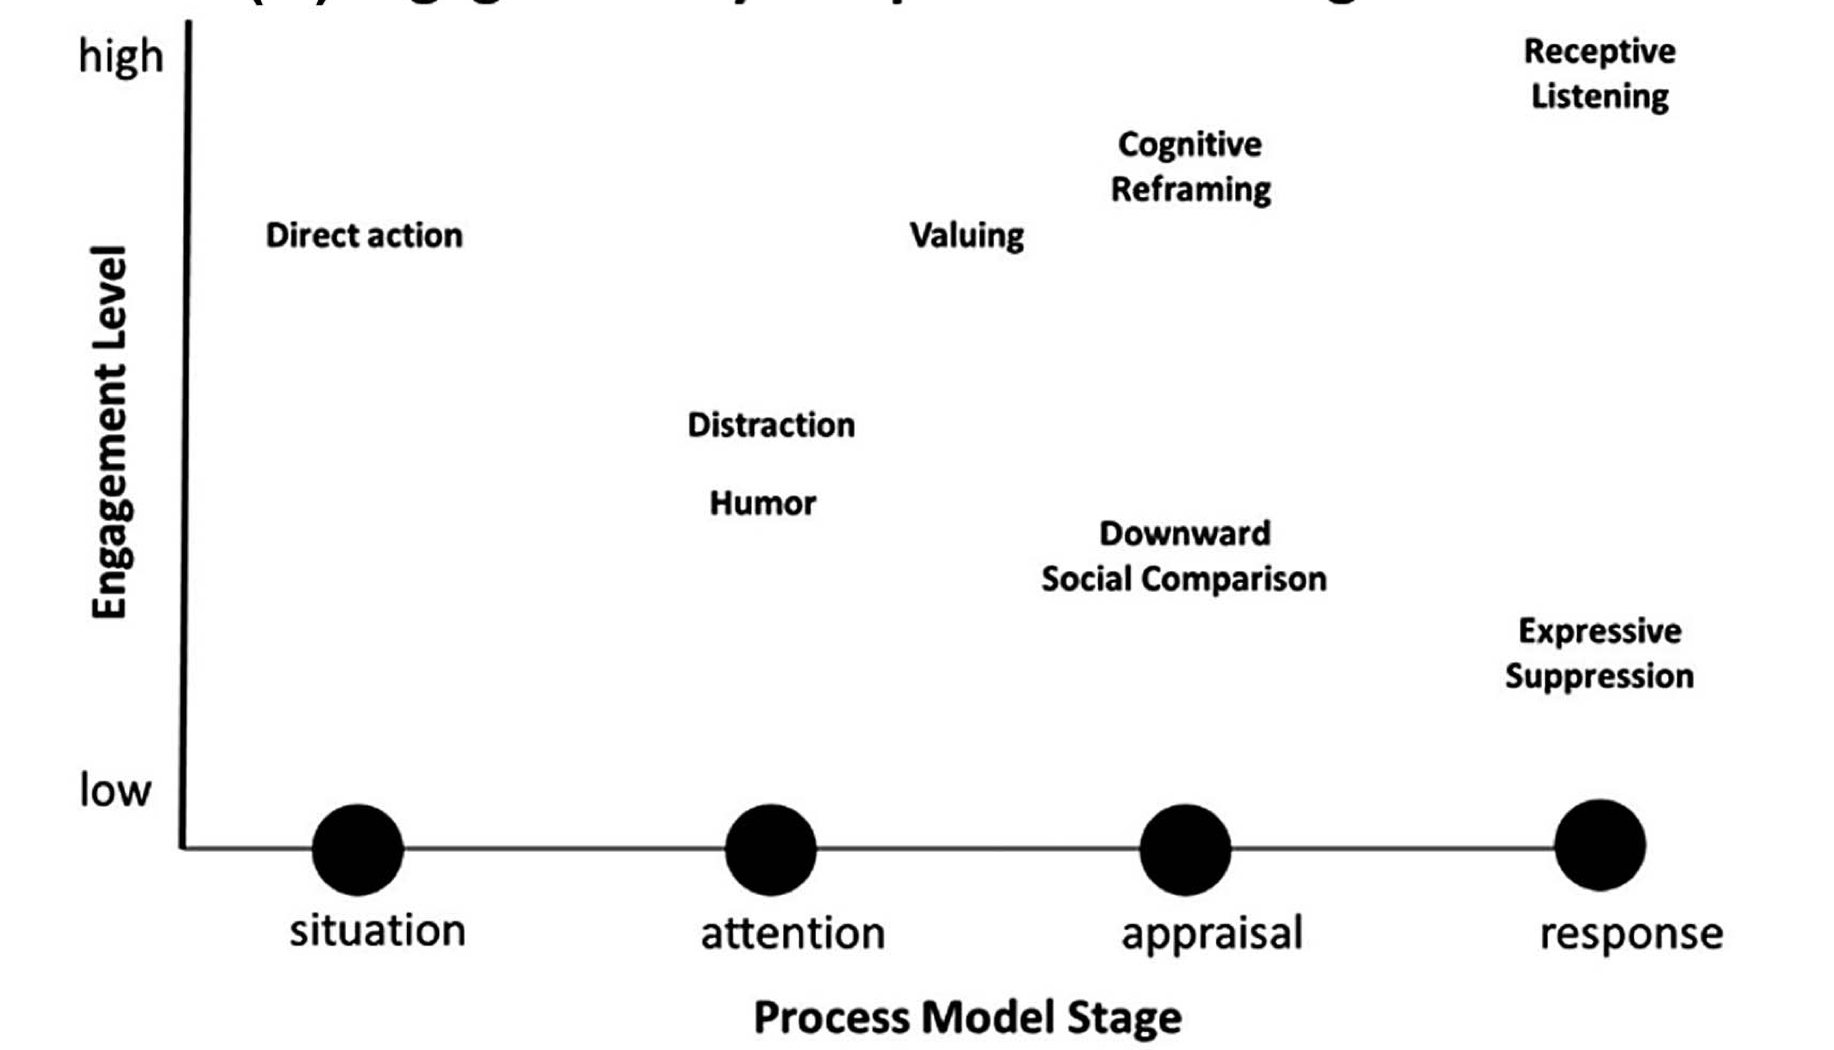 high
Receptive
Listening
Cognitive
Reframing
Direct action
Valuing
Engagement Level
Distraction
Humor
Downward
Social Comparison
Expressive
Suppression
low
situation
attention
appraisal
response
Process Model Stage